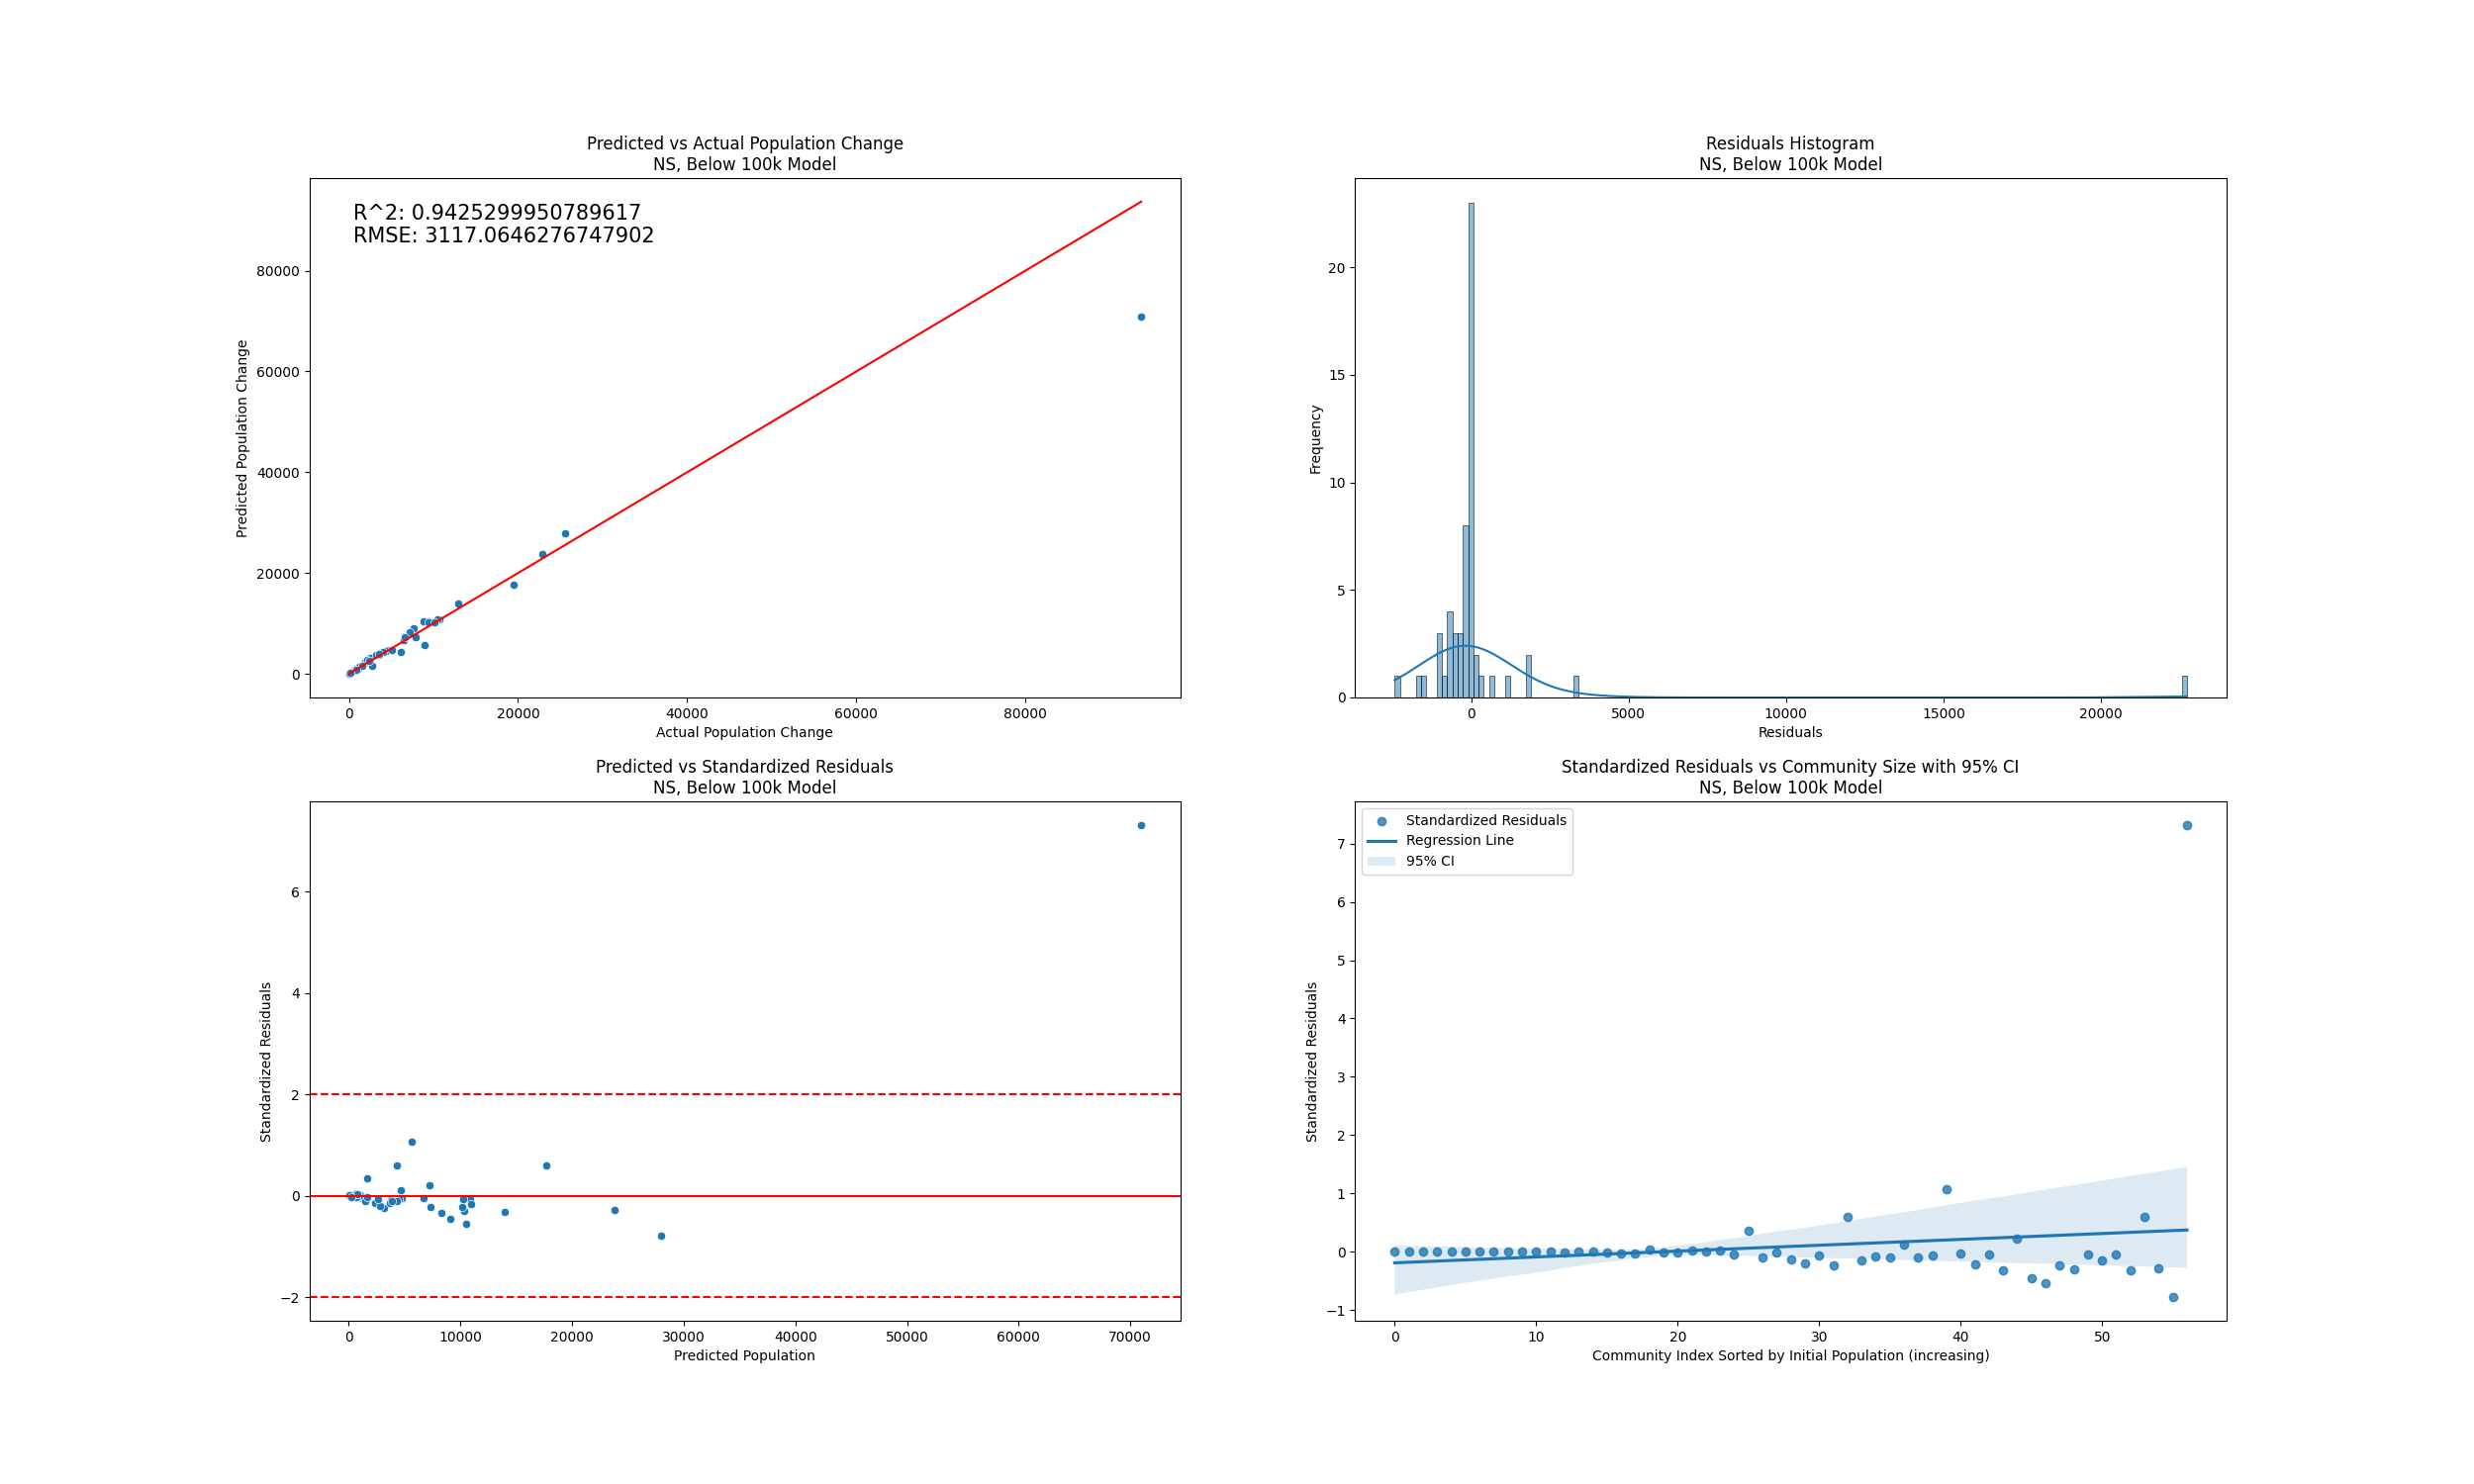 Predicted vs Actual Population Change
NS, Below 100k Model
R^2: 0.9425299950789617
RMSE: 3117.0646276747902
80000
60000
40000
20000
0
Predicted Population Change
0 20000 40000 60000 80000
Actual Population Change
Residuals Histogram
NS, Below 100k Model
20
15
10
5
0
Frequency
0 5000 10000 15000 20000
Residuals
Predicted vs Standardized Residuals
NS, Below 100k Model
6
4
2
0
−2
Standardized Residuals
0 10000 20000 30000 40000 50000 60000 70000
Predicted Population
Standardized Residuals vs Community Size with 95% CI
NS, Below 100k Model
Standardized Residuals
Regression Line
95% CI
7
6
5
4
3
2
1
0
−1
Standardized Residuals
0 10 20 30 40 50
Community Index Sorted by Initial Population (increasing)